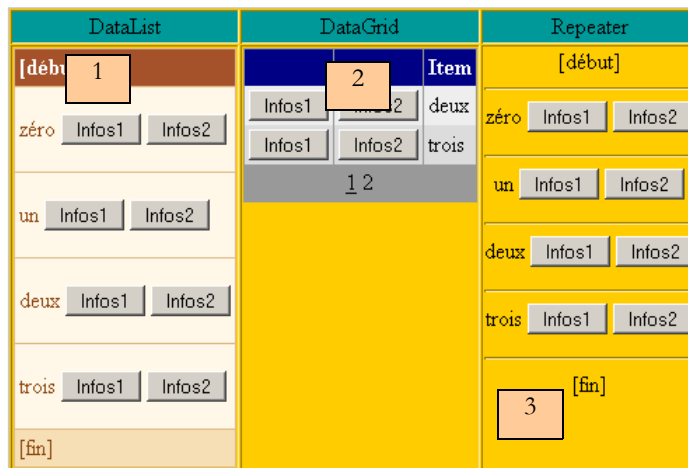 DataList
[débu
1
zéro Infos1 Infos2
un Infos1 Infos2
deux Infos1 Infos2
trois Infos1 Infos2
[fin]
DataGrid
2
Item
Infos1 2 deux
Infos1 Infos2 trois
1 2
Repeater
[début]
zéro Infos1 Infos2
un Infos1 Infos2
deux Infos1 Infos2
trois Infos1 Infos2
[fin]
3